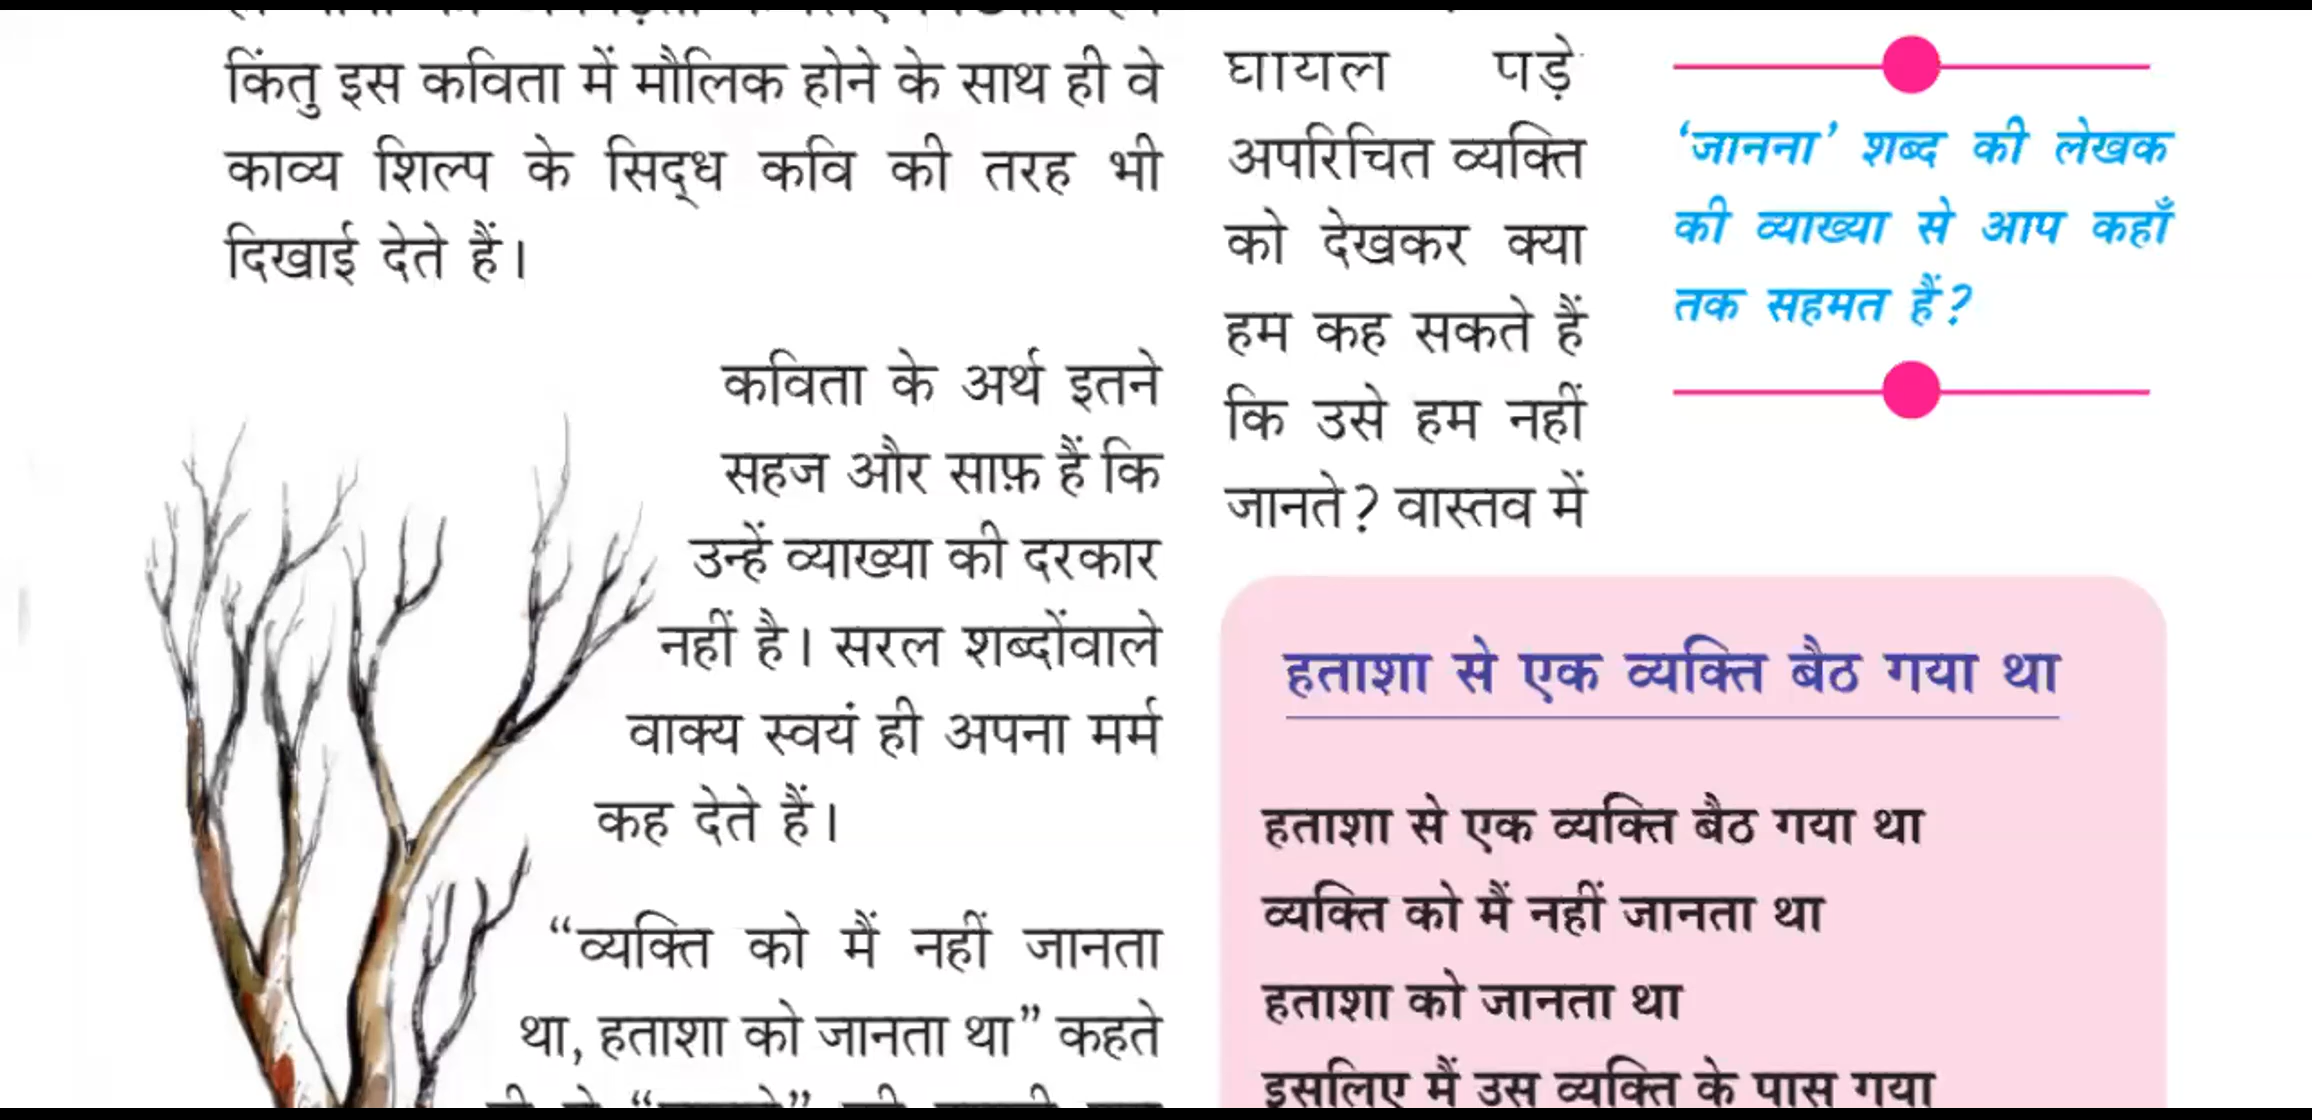 किंतु इस कविता में मौलिक होने के साथ ही वे
काव्य शिल्प के सिद्ध कवि की तरह भी
दिखाई देते हैं।
कविता के अर्थ इतने
सहज और साफ़ हैं कि
उन्हें व्याख्या की दरकार
नहीं है। सरल शब्दोंवाले
वाक्य स्वयं ही अपना मर्म
कह देते हैं।
“व्यक्ति को मैं नहीं जानता
था, हताशा को जानता था” कहते
घायल पड़े
अपरिचित व्यक्ति
को देखकर क्या
हम कह सकते हैं
कि उसे हम नहीं
जानते? वास्तव में
‘जानना’ शब्द की लेखक
की व्याख्या से आप कहाँ
तक सहमत हैं?
हताशा से एक व्यक्ति बैठ गया था
हताशा से एक व्यक्ति बैठ गया था
व्यक्ति को मैं नहीं जानता था
हताशा को जानता था
इसलिए मैं उस व्यक्ति के पास गया